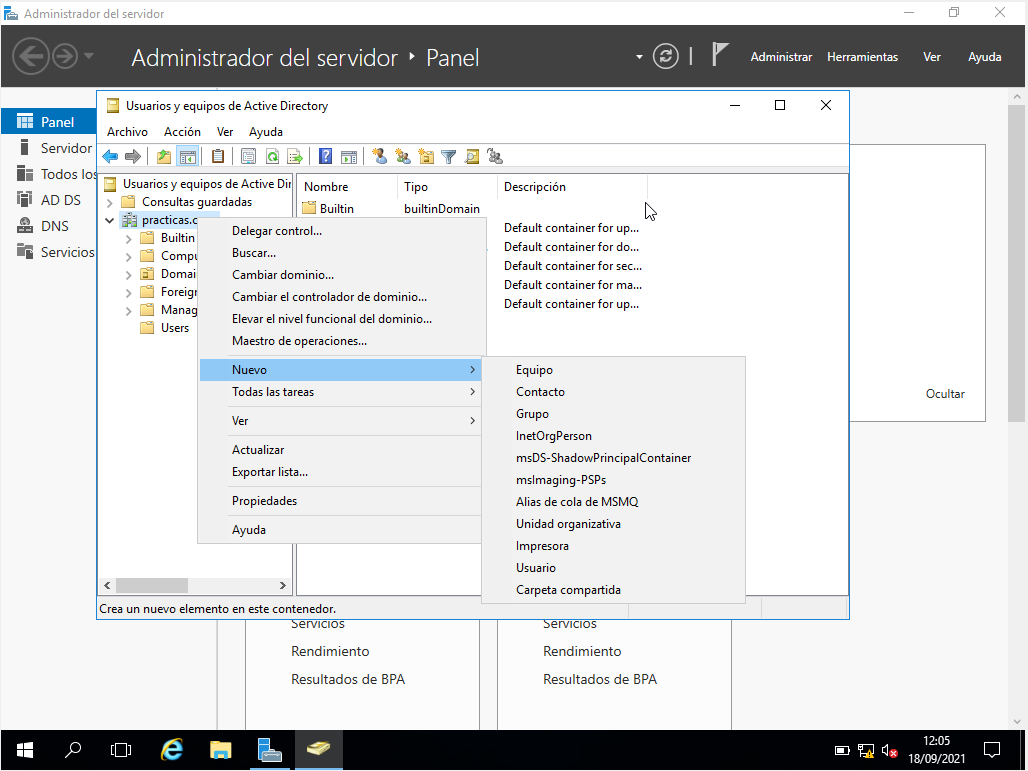 Administrador del servidor
Administrador del servidor ‣ Panel
Administrar Herramientas Ver Ayuda
Usuarios y equipos de Active Directory
Archivo Acción Ver Ayuda
Panel
Servidor
Todos los
AD DS
DNS
Servicios
Usuarios y equipos de Active Dir
Consultas guardadas
practicas.c
Builtin
Compu
Domai
Foreign
Manag
Users
Nombre Tipo Descripción
Builtin builtinDomain
Default container for up...
Default container for do...
Default container for sec...
Default container for ma...
Default container for up...
Delegar control...
Buscar...
Cambiar dominio...
Cambiar el controlador de dominio...
Elevar el nivel funcional del dominio...
Maestro de operaciones...
Nuevo
Todas las tareas
Ver
Actualizar
Exportar lista...
Propiedades
Ayuda
Equipo
Contacto
Grupo
InetOrgPerson
msDS-ShadowPrincipalContainer
msImaging-PSPs
Alias de cola de MSMQ
Unidad organizativa
Impresora
Usuario
Carpeta compartida
Ocultar
Crea un nuevo elemento en este contenedor.
Servicios
Rendimiento
Resultados de BPA
Servicios
Rendimiento
Resultados de BPA
12:05
18/09/2021